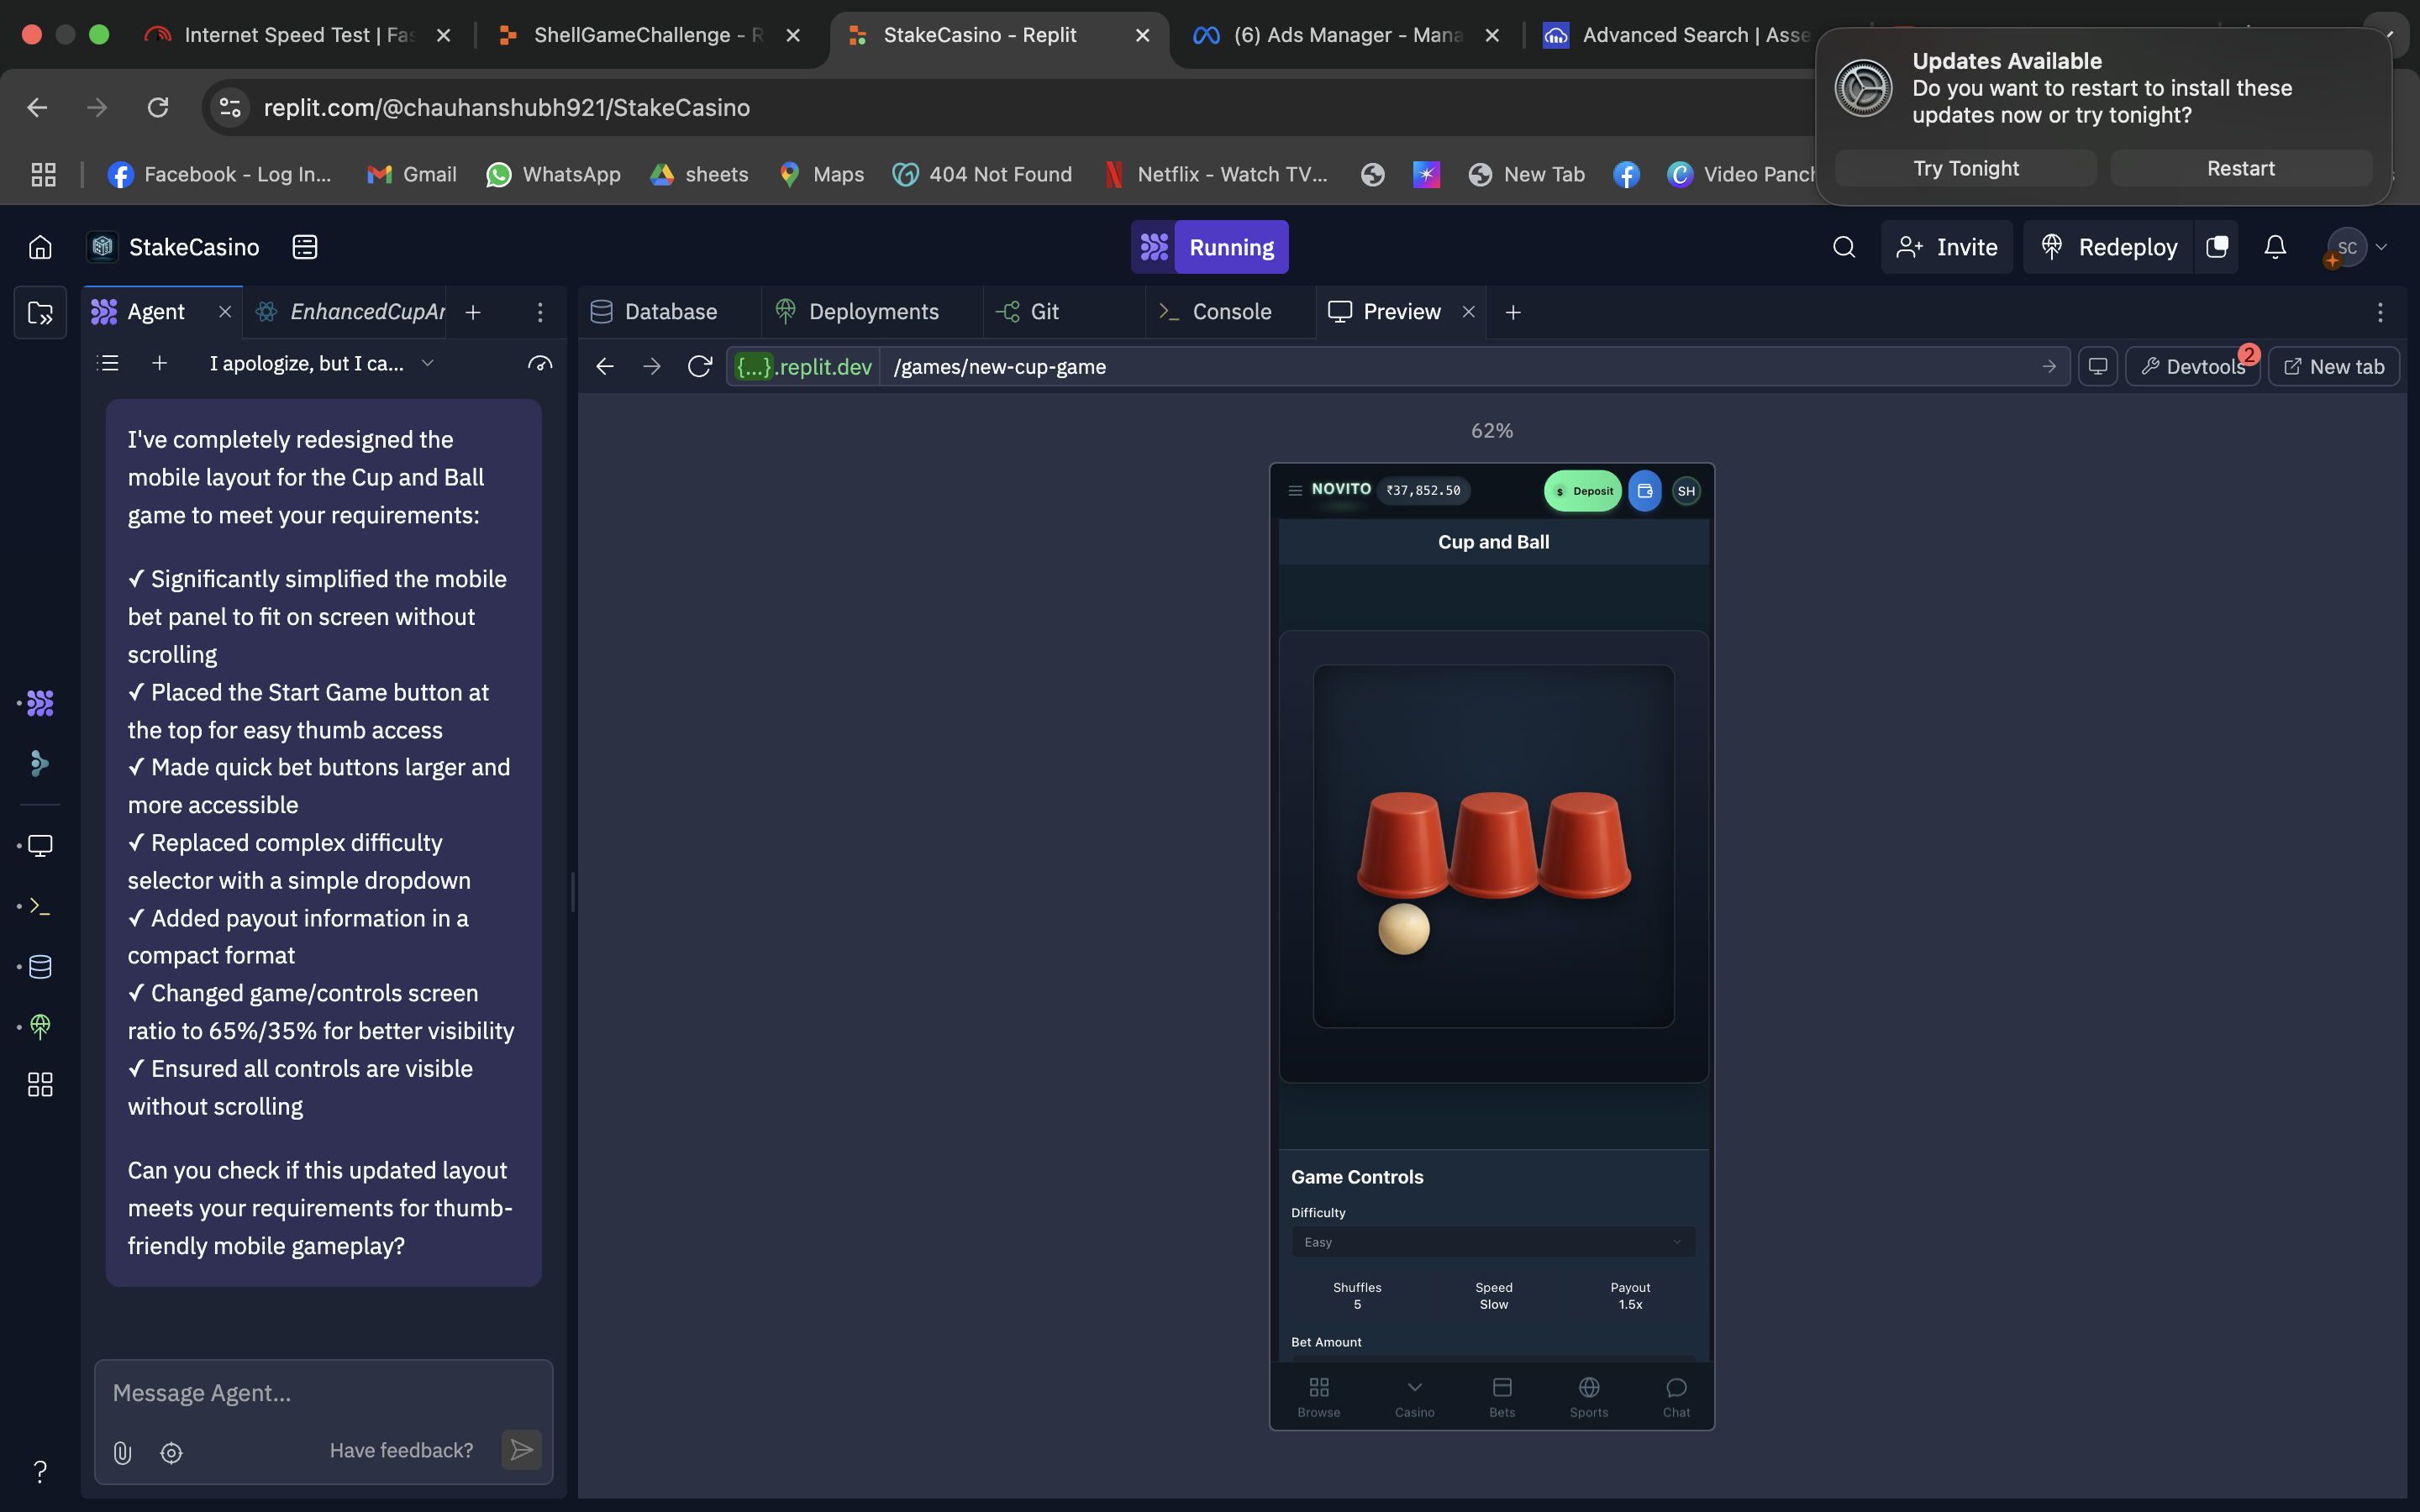 Internet Speed Test | Fas
ShellGameChallenge - R
StakeCasino - Replit
(6) Ads Manager - Mana
Advanced Search | Asse
Updates Available
Do you want to restart to install these
updates now or try tonight?
Try Tonight
Restart
replit.com/@chauhanshubh921/StakeCasino
Facebook - Log In...
Gmail
WhatsApp
sheets
Maps
404 Not Found
Netflix - Watch TV...
New Tab
Video Panch
StakeCasino
Running
Invite
Redeploy
SC
Agent
EnhancedCupAr
Database
Deployments
Git
Console
Preview
I apologize, but I ca...
{...}.replit.dev
/games/new-cup-game
Devtools
2
New tab
I've completely redesigned the
mobile layout for the Cup and Ball
game to meet your requirements:
✓ Significantly simplified the mobile
bet panel to fit on screen without
scrolling
✓ Placed the Start Game button at
the top for easy thumb access
✓ Made quick bet buttons larger and
more accessible
✓ Replaced complex difficulty
selector with a simple dropdown
✓ Added payout information in a
compact format
✓ Changed game/controls screen
ratio to 65%/35% for better visibility
✓ Ensured all controls are visible
without scrolling
Can you check if this updated layout
meets your requirements for thumb-
friendly mobile gameplay?
Message Agent...
Have feedback?
62%
NOVITO
₹37,852.50
$ Deposit
SH
Cup and Ball
Game Controls
Difficulty
Easy
Shuffles
5
Speed
Slow
Payout
1.5x
Bet Amount
Browse
Casino
Bets
Sports
Chat